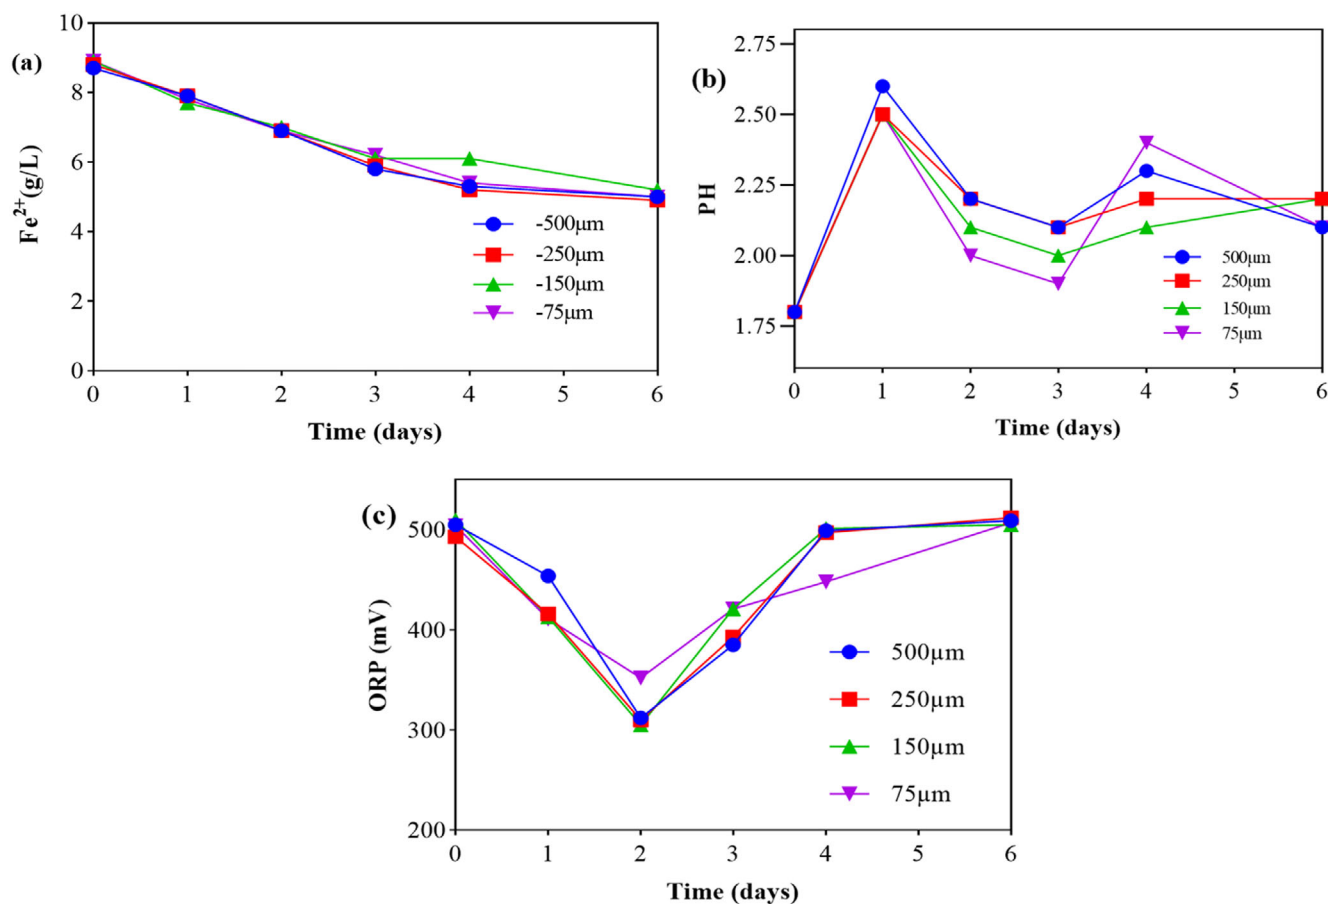 (a)
Fe²⁺(g/L)
10
8
6
4
2
0
0 1 2 3 4 5 6
Time (days)
-500µm
-250µm
-150µm
-75µm
(b)
PH
2.75
2.50
2.25
2.00
1.75
0 1 2 3 4 5 6
Time (days)
500µm
250µm
150µm
75µm
(c)
ORP (mV)
500
400
300
200
0 1 2 3 4 5 6
Time (days)
500µm
250µm
150µm
75µm